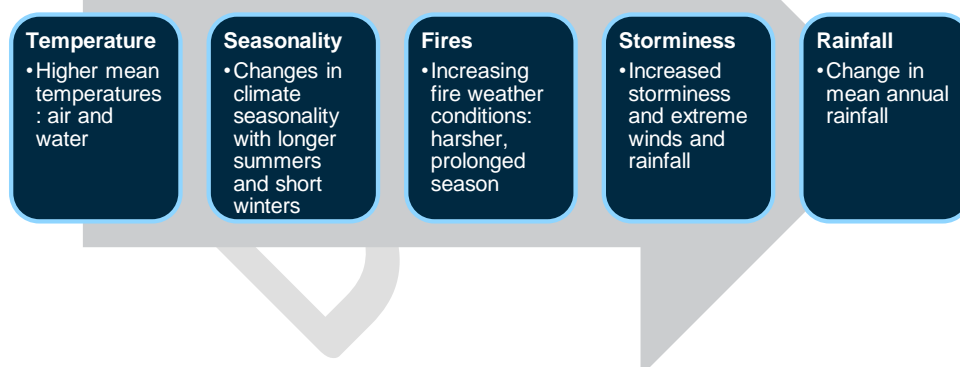 Temperature
•Higher mean
temperatures
: air and
water
Seasonality
•Changes in
climate
seasonality
with longer
summers
and short
winters
Fires
•Increasing
fire weather
conditions:
harsher,
prolonged
season
Storminess
•Increased
storminess
and extreme
winds and
rainfall
Rainfall
•Change in
mean annual
rainfall